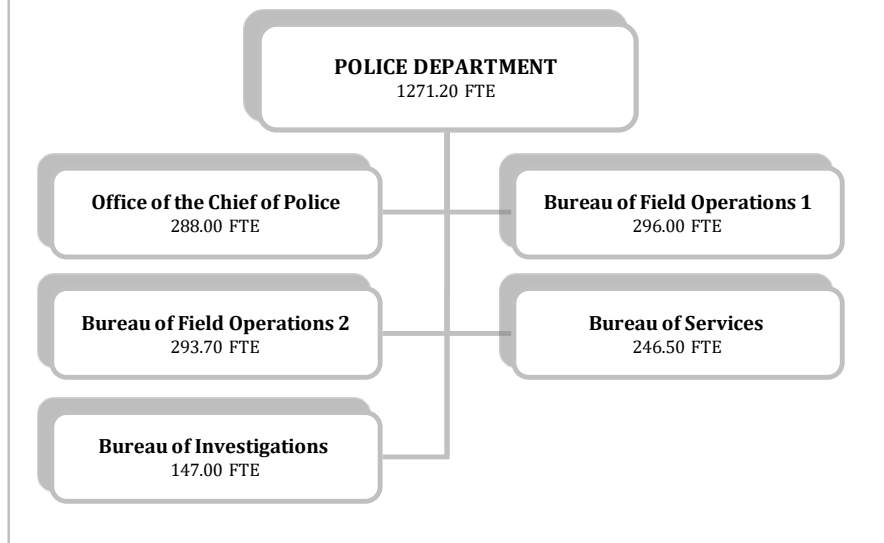 POLICE DEPARTMENT
1271.20 FTE
Office of the Chief of Police
288.00 FTE
Bureau of Field Operations 1
296.00 FTE
Bureau of Field Operations 2
293.70 FTE
Bureau of Services
246.50 FTE
Bureau of Investigations
147.00 FTE